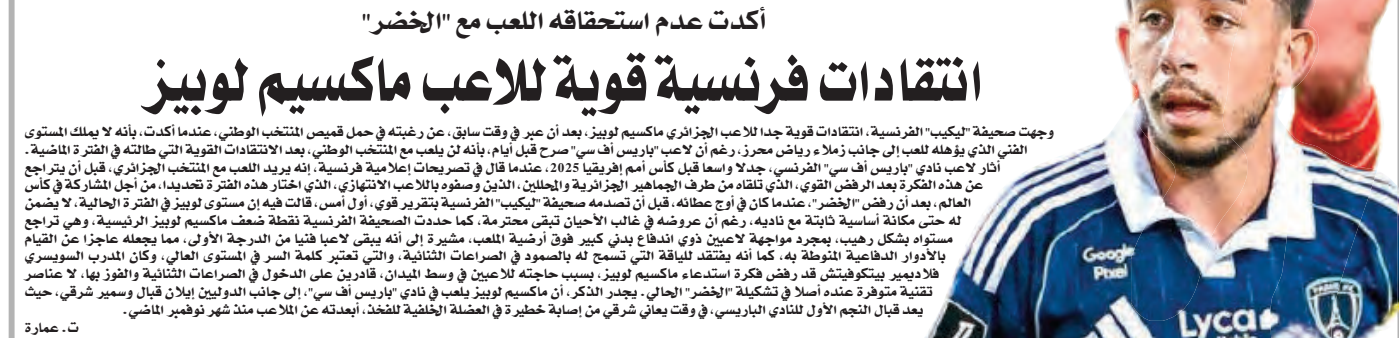 أكدت عدم استحقاقه اللعب مع "الخضر"
انتقادات فرنسية قوية للاعب ماكسيم لوبيز
وجهت صحيفة "ليكيب" الفرنسية، انتقادات قوية جدا للاعب الجزائري ماكسيم لوبيز، بعد أن عبر في وقت سابق، عن رغبته في حمل قميص المنتخب الوطني، عندما أكدت، بأنه لا يملك المستوى
الفني الذي يؤهله للعب إلى جانب زملاء رياض محرز، رغم أن لاعب "باريس أف سي" صرح قبل أيام، بأنه لن يلعب مع المنتخب الوطني، بعد الانتقادات القوية التي طالته في الفترة الماضية.
أثار لاعب نادي "باريس أف سي" الفرنسي، جدلا واسعا قبل كأس أمم إفريقيا 2025، عندما قال في تصريحات إعلامية فرنسية، إنه يريد اللعب مع المنتخب الجزائري، قبل أن يتراجع
عن هذه الفكرة بعد الرفض القوي، الذي تلقاه من طرف الجماهير الجزائرية والمحللين، الذين وصفوه باللاعب الانتهازي، الذي اختار هذه الفترة تحديدا، من أجل المشاركة في كأس
العالم، بعد أن رفض "الخضر"، عندما كان في أوج عطائه، قبل أن تصدمه صحيفة "ليكيب" الفرنسية بتقرير قوي، أول أمس، قالت فيه إن مستوى لوبيز في الفترة الحالية، لا يضمن
له حتى مكانة أساسية ثابتة مع ناديه، رغم أن عروضه في غالب الأحيان تبقى محترمة، كما حددت الصحيفة الفرنسية نقطة ضعف ماكسيم لوبيز الرئيسية، وهي تراجع
مستواه بشكل رهيب، بمجرد مواجهة لاعبين ذوي اندفاع بدني كبير فوق أرضية الملعب، مشيرة إلى أنه يبقى لاعبا فنيا من الدرجة الأولى، مما يجعله عاجزا عن القيام
بالأدوار الدفاعية المنوطة به، كما أنه يفتقد للياقة التي تسمح له بالصمود في الصراعات الثنائية، والتي تعتبر كلمة السر في المستوى العالي، وكان المدرب السويسري
فلاديمير بيتكوفيتش قد رفض فكرة استدعاء ماكسيم لوبيز، بسبب حاجته للاعبين في وسط الميدان، قادرين على الدخول في الصراعات الثنائية والفوز بها، لا عناصر
تقنية متوفرة عنده أصلا في تشكيلة "الخضر" الحالي. يجدر الذكر، أن ماكسيم لوبيز يلعب في نادي "باريس أف سي"، إلى جانب الدوليين إيلان قبال وسمير شرقي، حيث
يعد قبال النجم الأول للنادي الباريسي، في وقت يعاني شرقي من إصابة خطيرة في العضلة الخلفية للفخذ، أبعدته عن الملاعب منذ شهر نوفمبر الماضي.
ت. عمارة
Google
Pixel
PARIS FC
Lyca